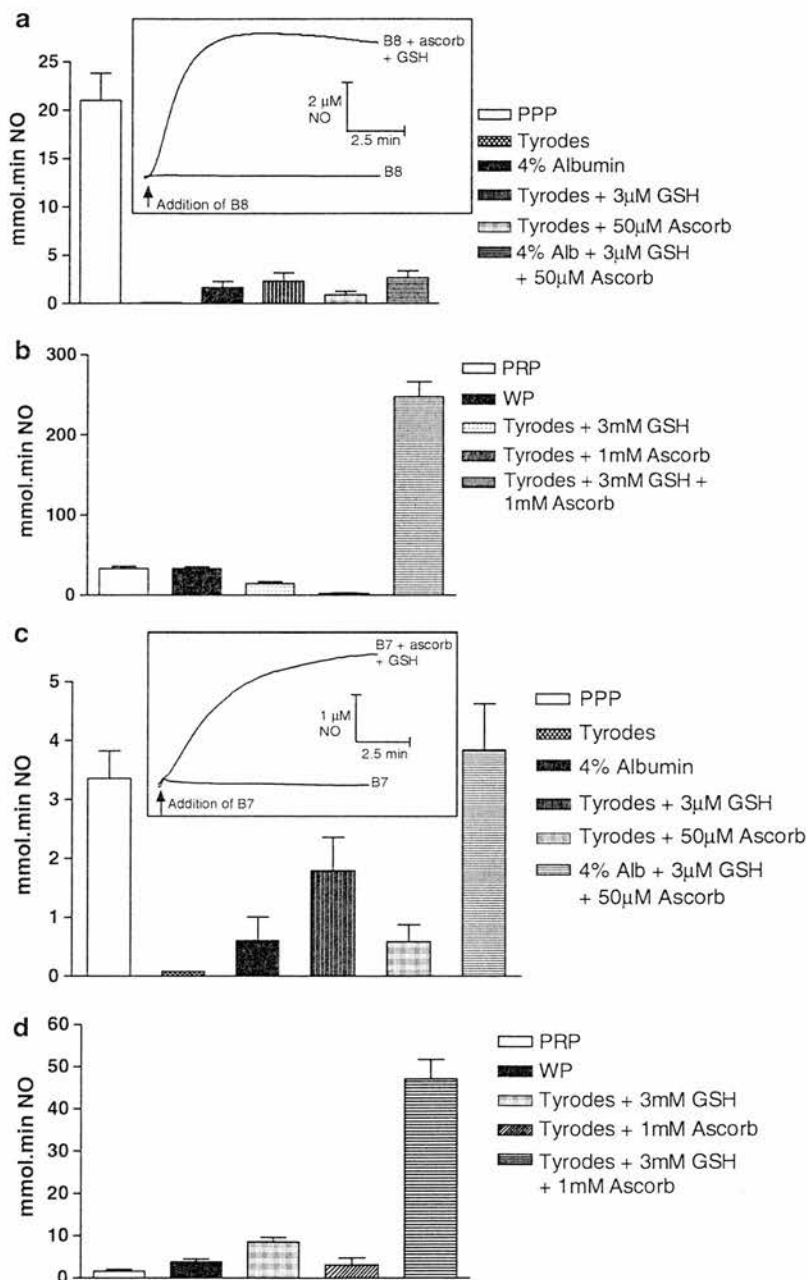 a
mmol.min NO
25
20
15
10
5
0
B8 + ascorb
+ GSH
2 µM
NO
2.5 min
B8
Addition of B8
PPP
Tyrodes
4% Albumin
Tyrodes + 3µM GSH
Tyrodes + 50µM Ascorb
4% Alb + 3µM GSH
+ 50µM Ascorb
b
mmol.min NO
300
200
100
0
PRP
WP
Tyrodes + 3mM GSH
Tyrodes + 1mM Ascorb
Tyrodes + 3mM GSH +
1mM Ascorb
c
mmol.min NO
5
4
3
2
1
0
B7 + ascorb
+ GSH
1 µM
NO
2.5 min
B7
Addition of B7
PPP
Tyrodes
4% Albumin
Tyrodes + 3µM GSH
Tyrodes + 50µM Ascorb
4% Alb + 3µM GSH
+ 50µM Ascorb
d
mmol.min NO
60
50
40
30
20
10
0
PRP
WP
Tyrodes + 3mM GSH
Tyrodes + 1mM Ascorb
Tyrodes + 3mM GSH
+ 1mM Ascorb